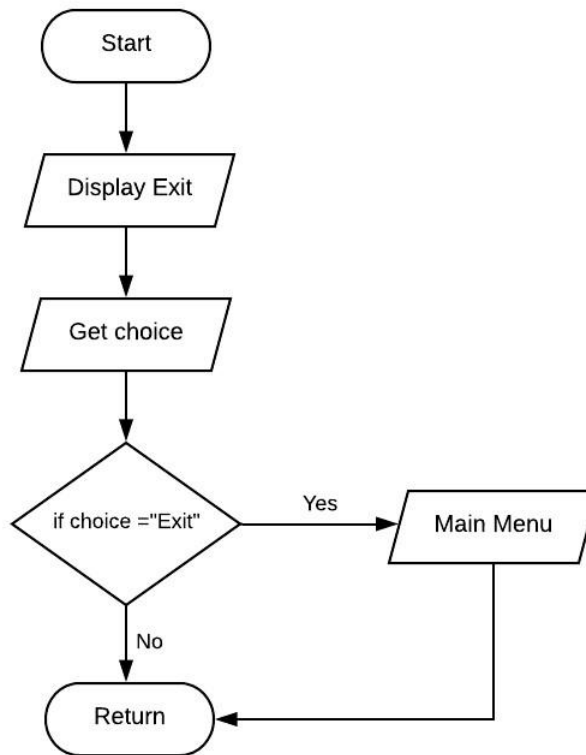 Start
Display Exit
Get choice
if choice ="Exit"
Yes
Main Menu
No
Return